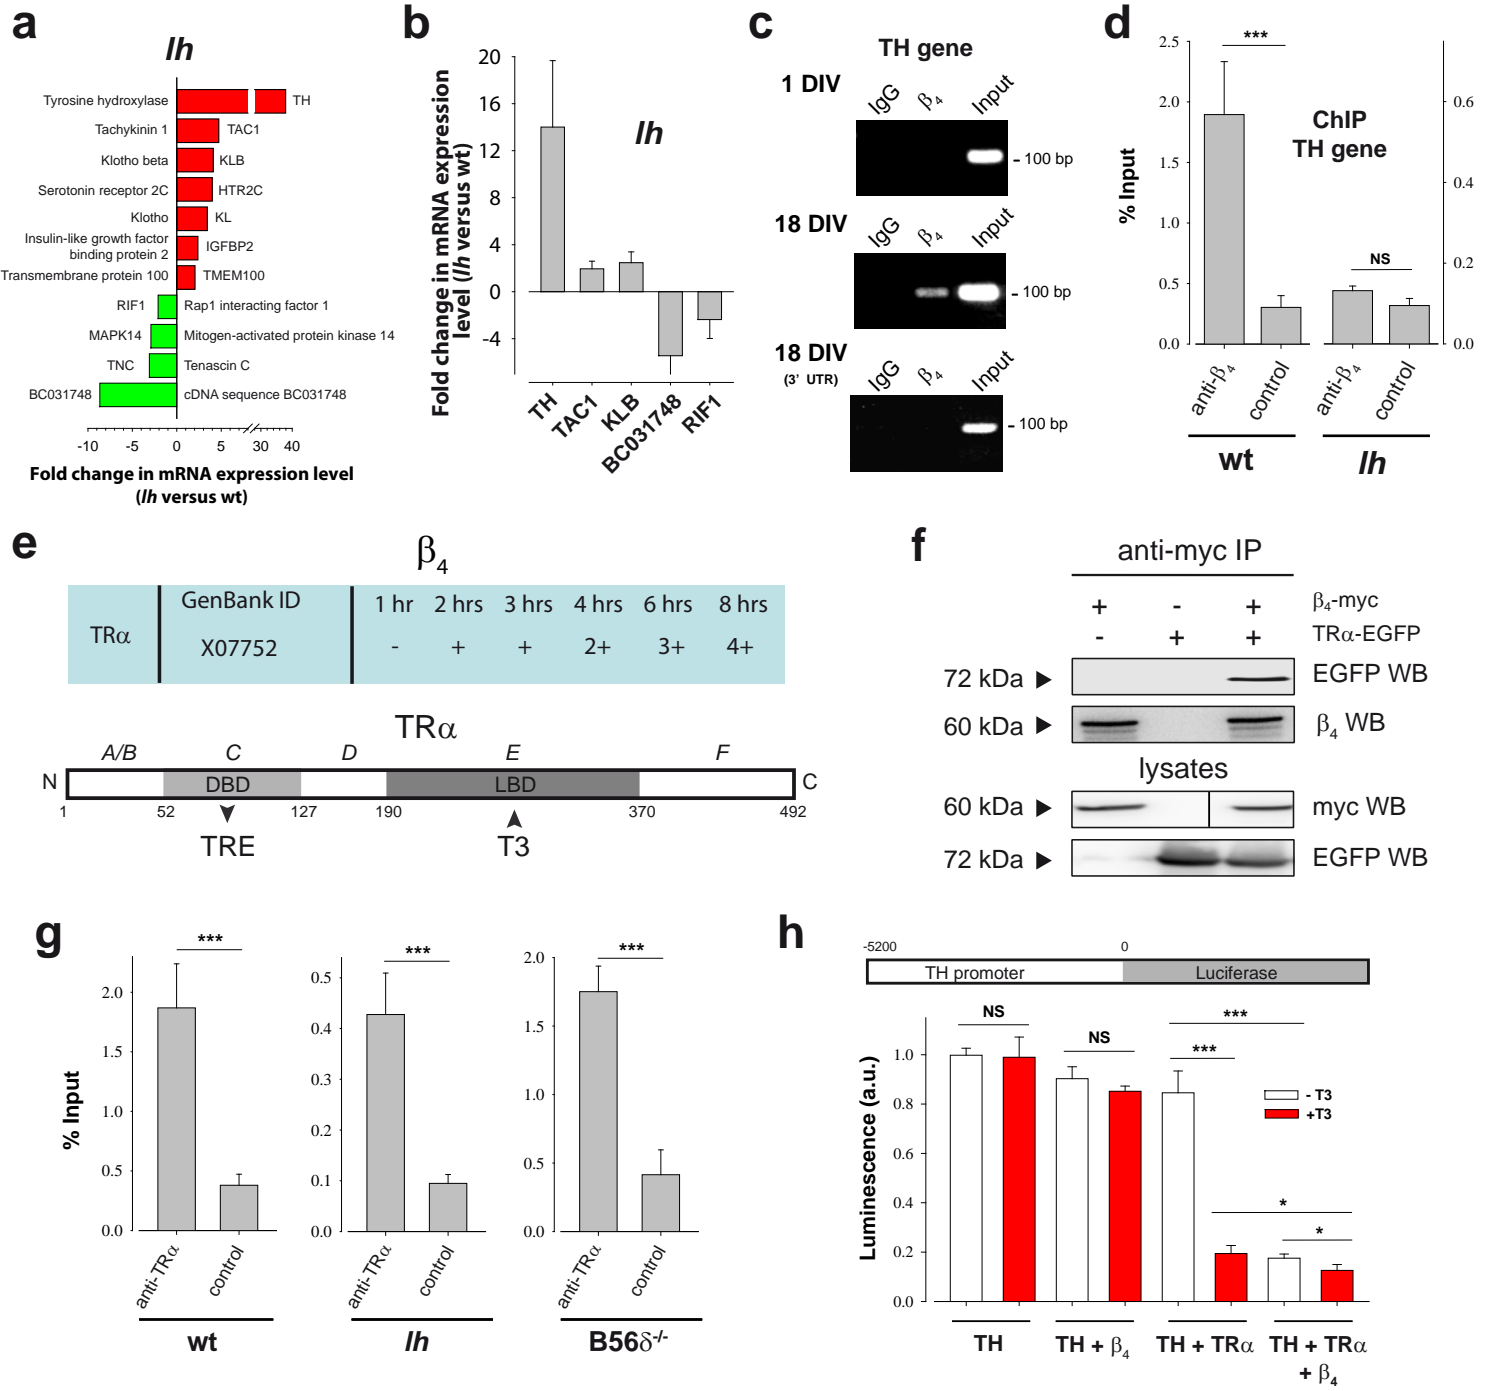 a
lh
Tyrosine hydroxylase TH
Tachykinin 1 TAC1
Klotho beta KLB
Serotonin receptor 2C HTR2C
Klotho KL
Insulin-like growth factor
binding protein 2 IGFBP2
Transmembrane protein 100 TMEM100
RIF1 Rap1 interacting factor 1
MAPK14 Mitogen-activated protein kinase 14
TNC Tenascin C
BC031748 cDNA sequence BC031748
-10 -5 0 5 30 40
Fold change in mRNA expression level
(lh versus wt)
b
Fold change in mRNA expression
level (lh versus wt)
lh
20
16
12
8
4
0
-4
TH TAC1 KLB BC031748 RIF1
c
TH gene
1 DIV
IgG β4 Input
- 100 bp
18 DIV
IgG β4 Input
- 100 bp
18 DIV
(3' UTR)
IgG β4 Input
- 100 bp
d
% Input
2.5
2.0
1.5
1.0
0.5
0.0
***
ChIP
TH gene
NS
0.6
0.4
0.2
0.0
anti-β4 control anti-β4 control
wt lh
e
β4
TRα
GenBank ID 1 hr 2 hrs 3 hrs 4 hrs 6 hrs 8 hrs
X07752 - + + 2+ 3+ 4+
TRα
A/B C D E F
N DBD LBD C
1 52 127 190 370 492
TRE T3
f
anti-myc IP
+ - + β4-myc
- + + TRα-EGFP
72 kDa EGFP WB
60 kDa β4 WB
lysates
60 kDa myc WB
72 kDa EGFP WB
g
% Input
***
2.0
1.5
1.0
0.5
0.0
anti-TRα control
wt
***
0.5
0.4
0.3
0.2
0.1
0.0
anti-TRα control
lh
***
2.0
1.5
1.0
0.5
0.0
anti-TRα control
B56δ-/-
h
-5200 0
TH promoter Luciferase
Luminescence (a.u.)
1.0
0.8
0.6
0.4
0.2
0.0
NS
NS
***
***
*
*
- T3
+T3
TH TH + β4 TH + TRα TH + TRα
+ β4